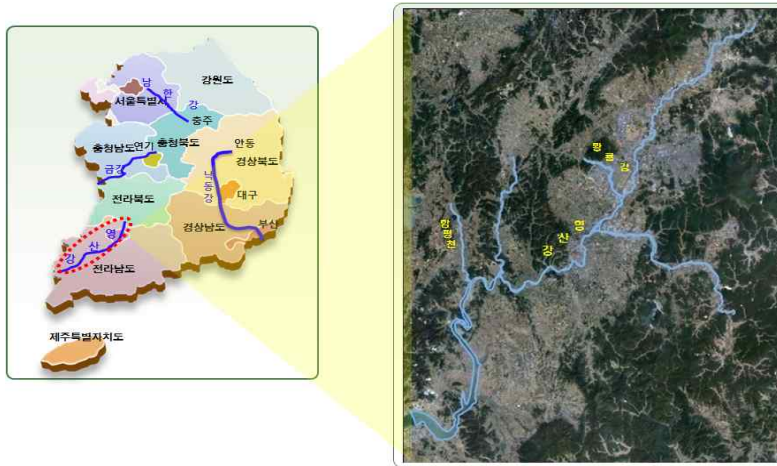 강원도
남한강
서울특별시
충주
안동
충청남도
연기
충청북도
경상북도
금강
낙동강
대구
전라북도
경상남도
부산
영산강
전라남도
제주특별자치도
황룡강
함평천
영산강